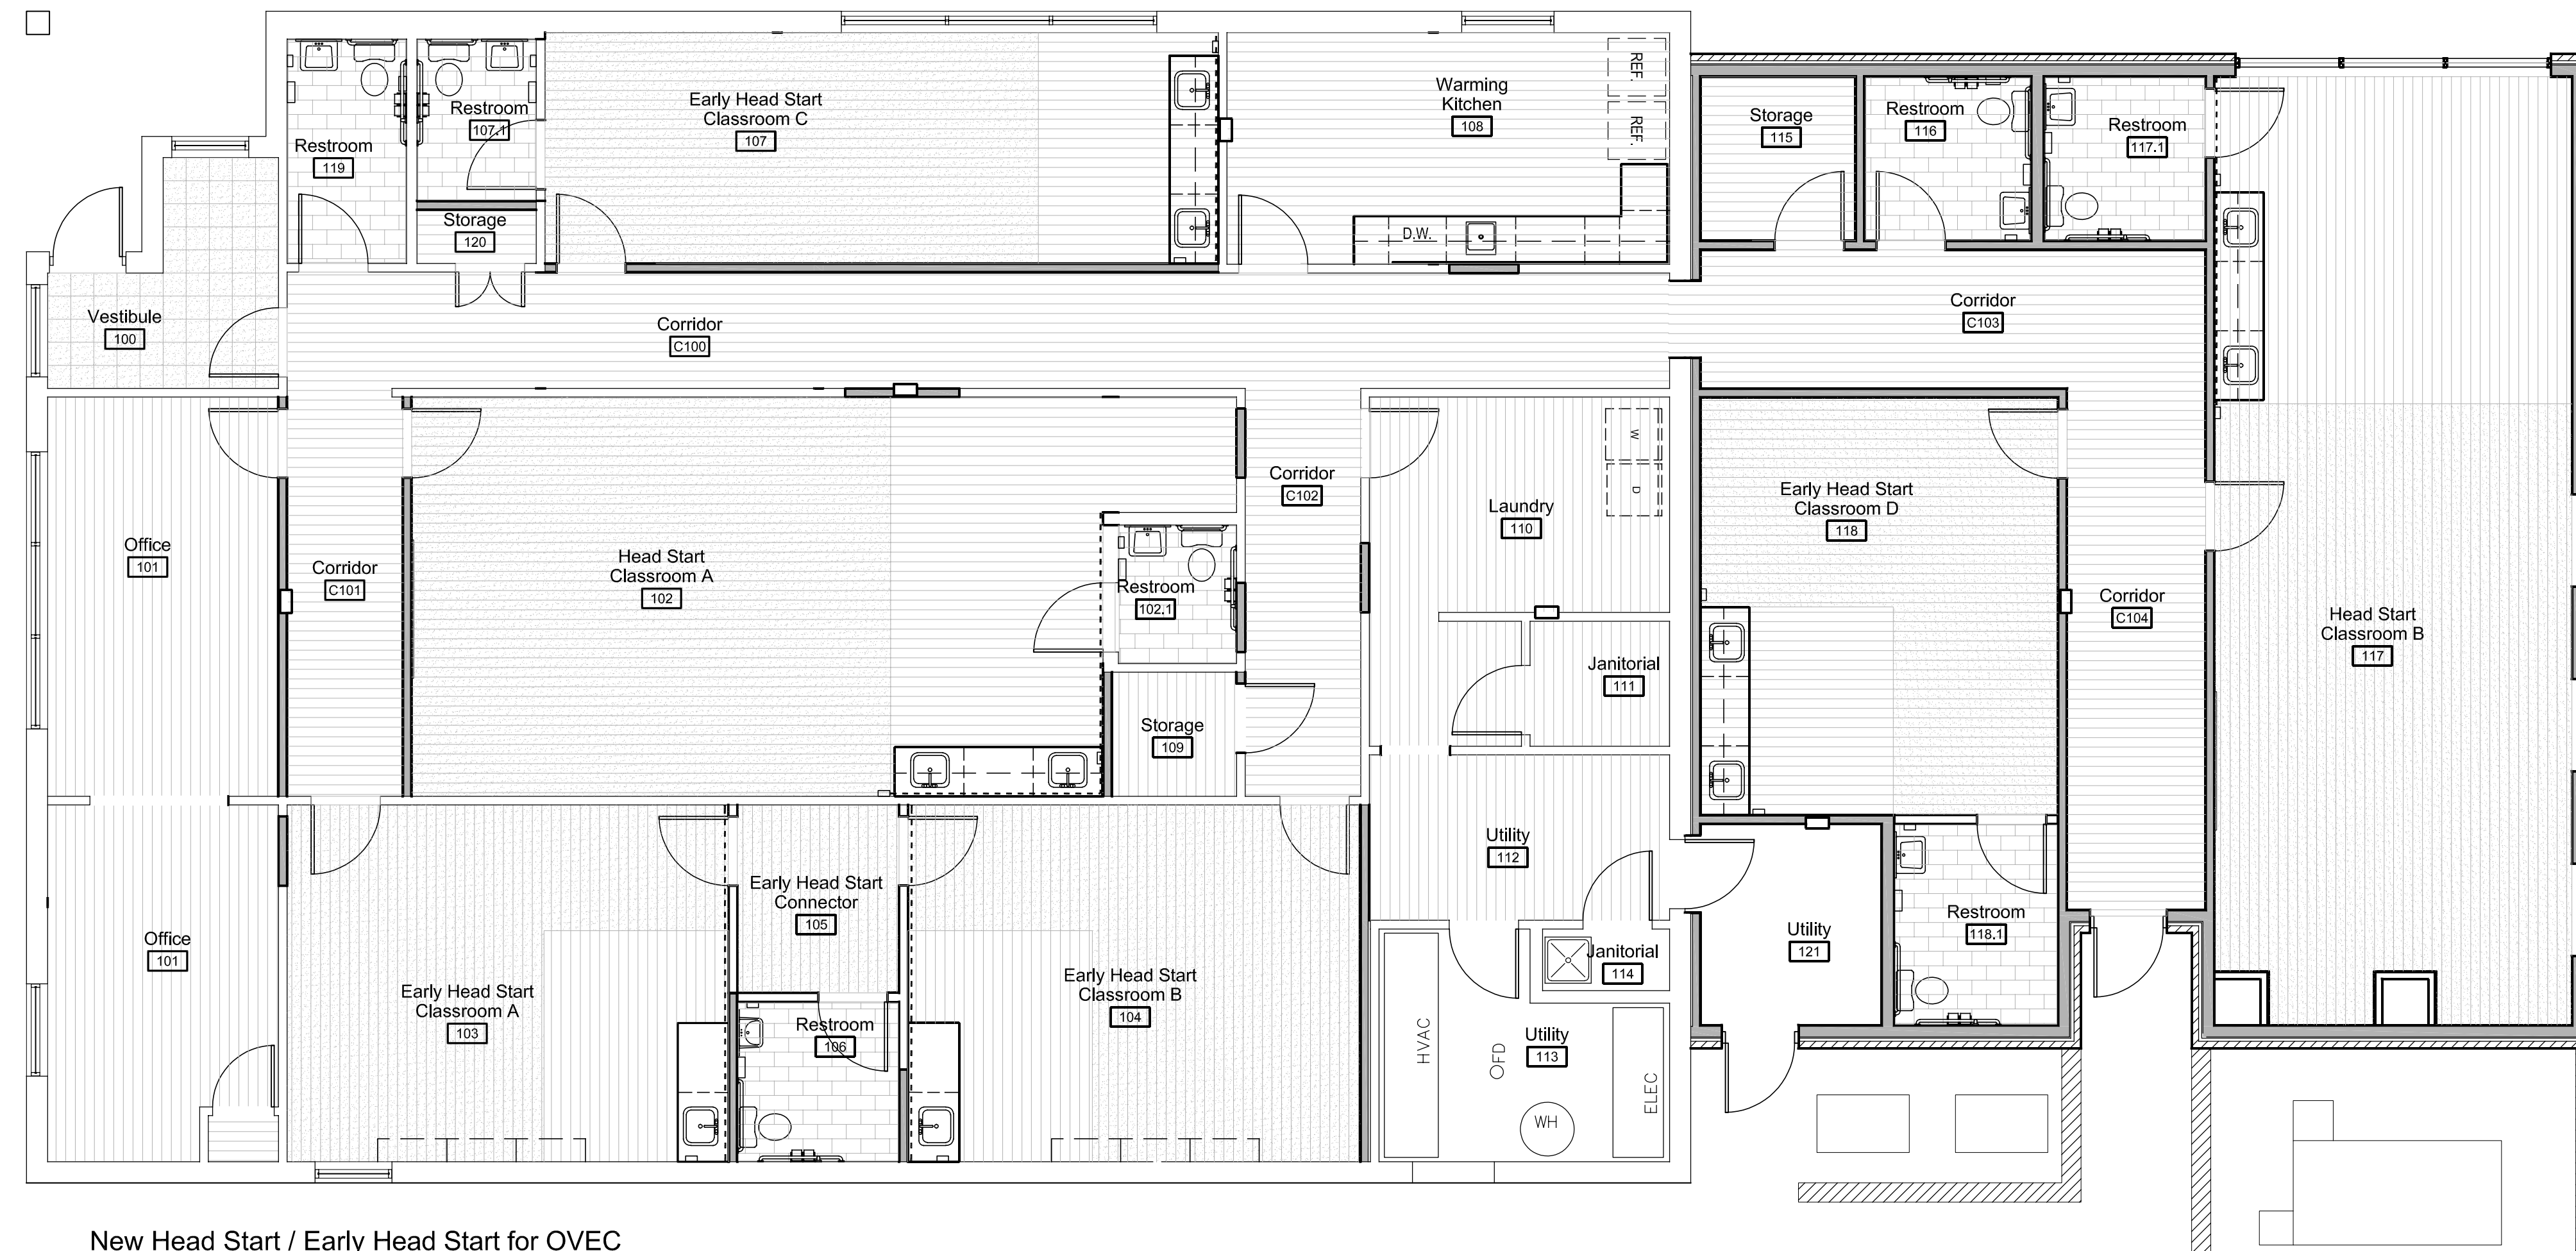 Restroom
119
Restroom
107.1
Storage
120
Early Head Start
Classroom C
107
Warming
Kitchen
108
REF.
REF.
D.W.
Storage
115
Restroom
116
Restroom
117.1
Vestibule
100
Corridor
C100
Corridor
C103
Office
101
Corridor
C101
Head Start
Classroom A
102
Restroom
102.1
Storage
109
Corridor
C102
Laundry
110
W
D
Janitorial
111
Early Head Start
Classroom D
118
Corridor
C104
Head Start
Classroom B
117
Office
101
Early Head Start
Classroom A
103
Early Head Start
Connector
105
Restroom
106
Early Head Start
Classroom B
104
Utility
112
Janitorial
114
Utility
113
HVAC
OFD
WH
ELEC
Utility
121
Restroom
118.1
New Head Start / Early Head Start for OVEC